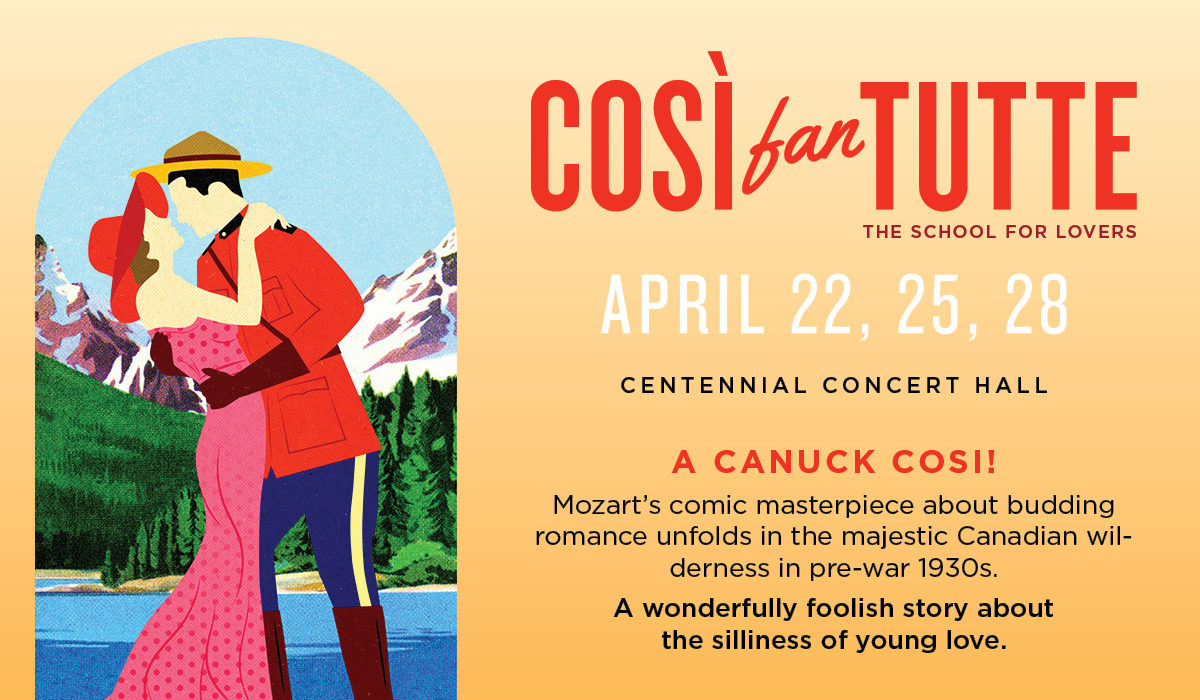 COSÌ fan TUTTE
THE SCHOOL FOR LOVERS
APRIL 22, 25, 28
CENTENNIAL CONCERT HALL
A CANUCK COSI!
Mozart’s comic masterpiece about budding
romance unfolds in the majestic Canadian wil-
derness in pre-war 1930s.
A wonderfully foolish story about
the silliness of young love.